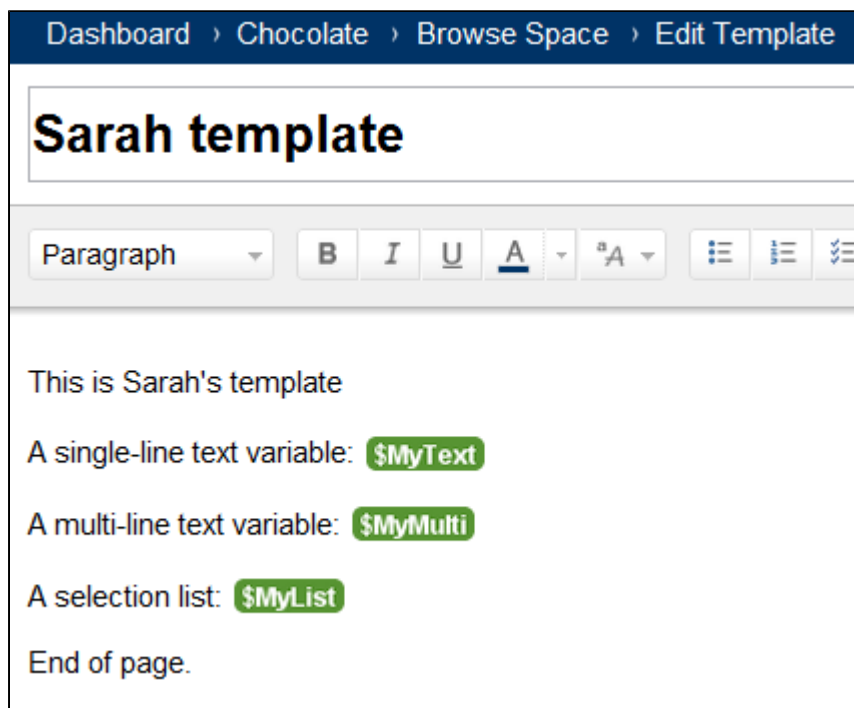 Dashboard › Chocolate › Browse Space › Edit Template
Sarah template
Paragraph B I U A aA
This is Sarah's template
A single-line text variable: $MyText
A multi-line text variable: $MyMulti
A selection list: $MyList
End of page.